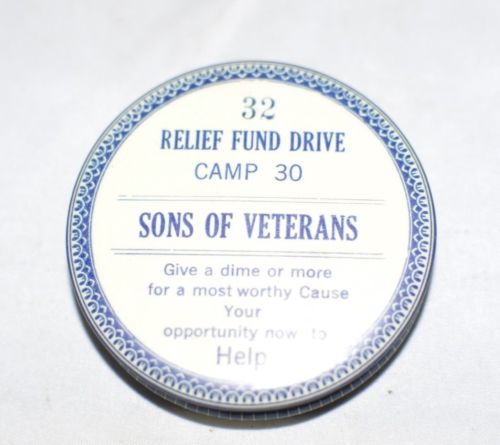 32
RELIEF FUND DRIVE
CAMP 30
SONS OF VETERANS
Give a dime or more
for a most worthy Cause
Your
opportunity now to
Help